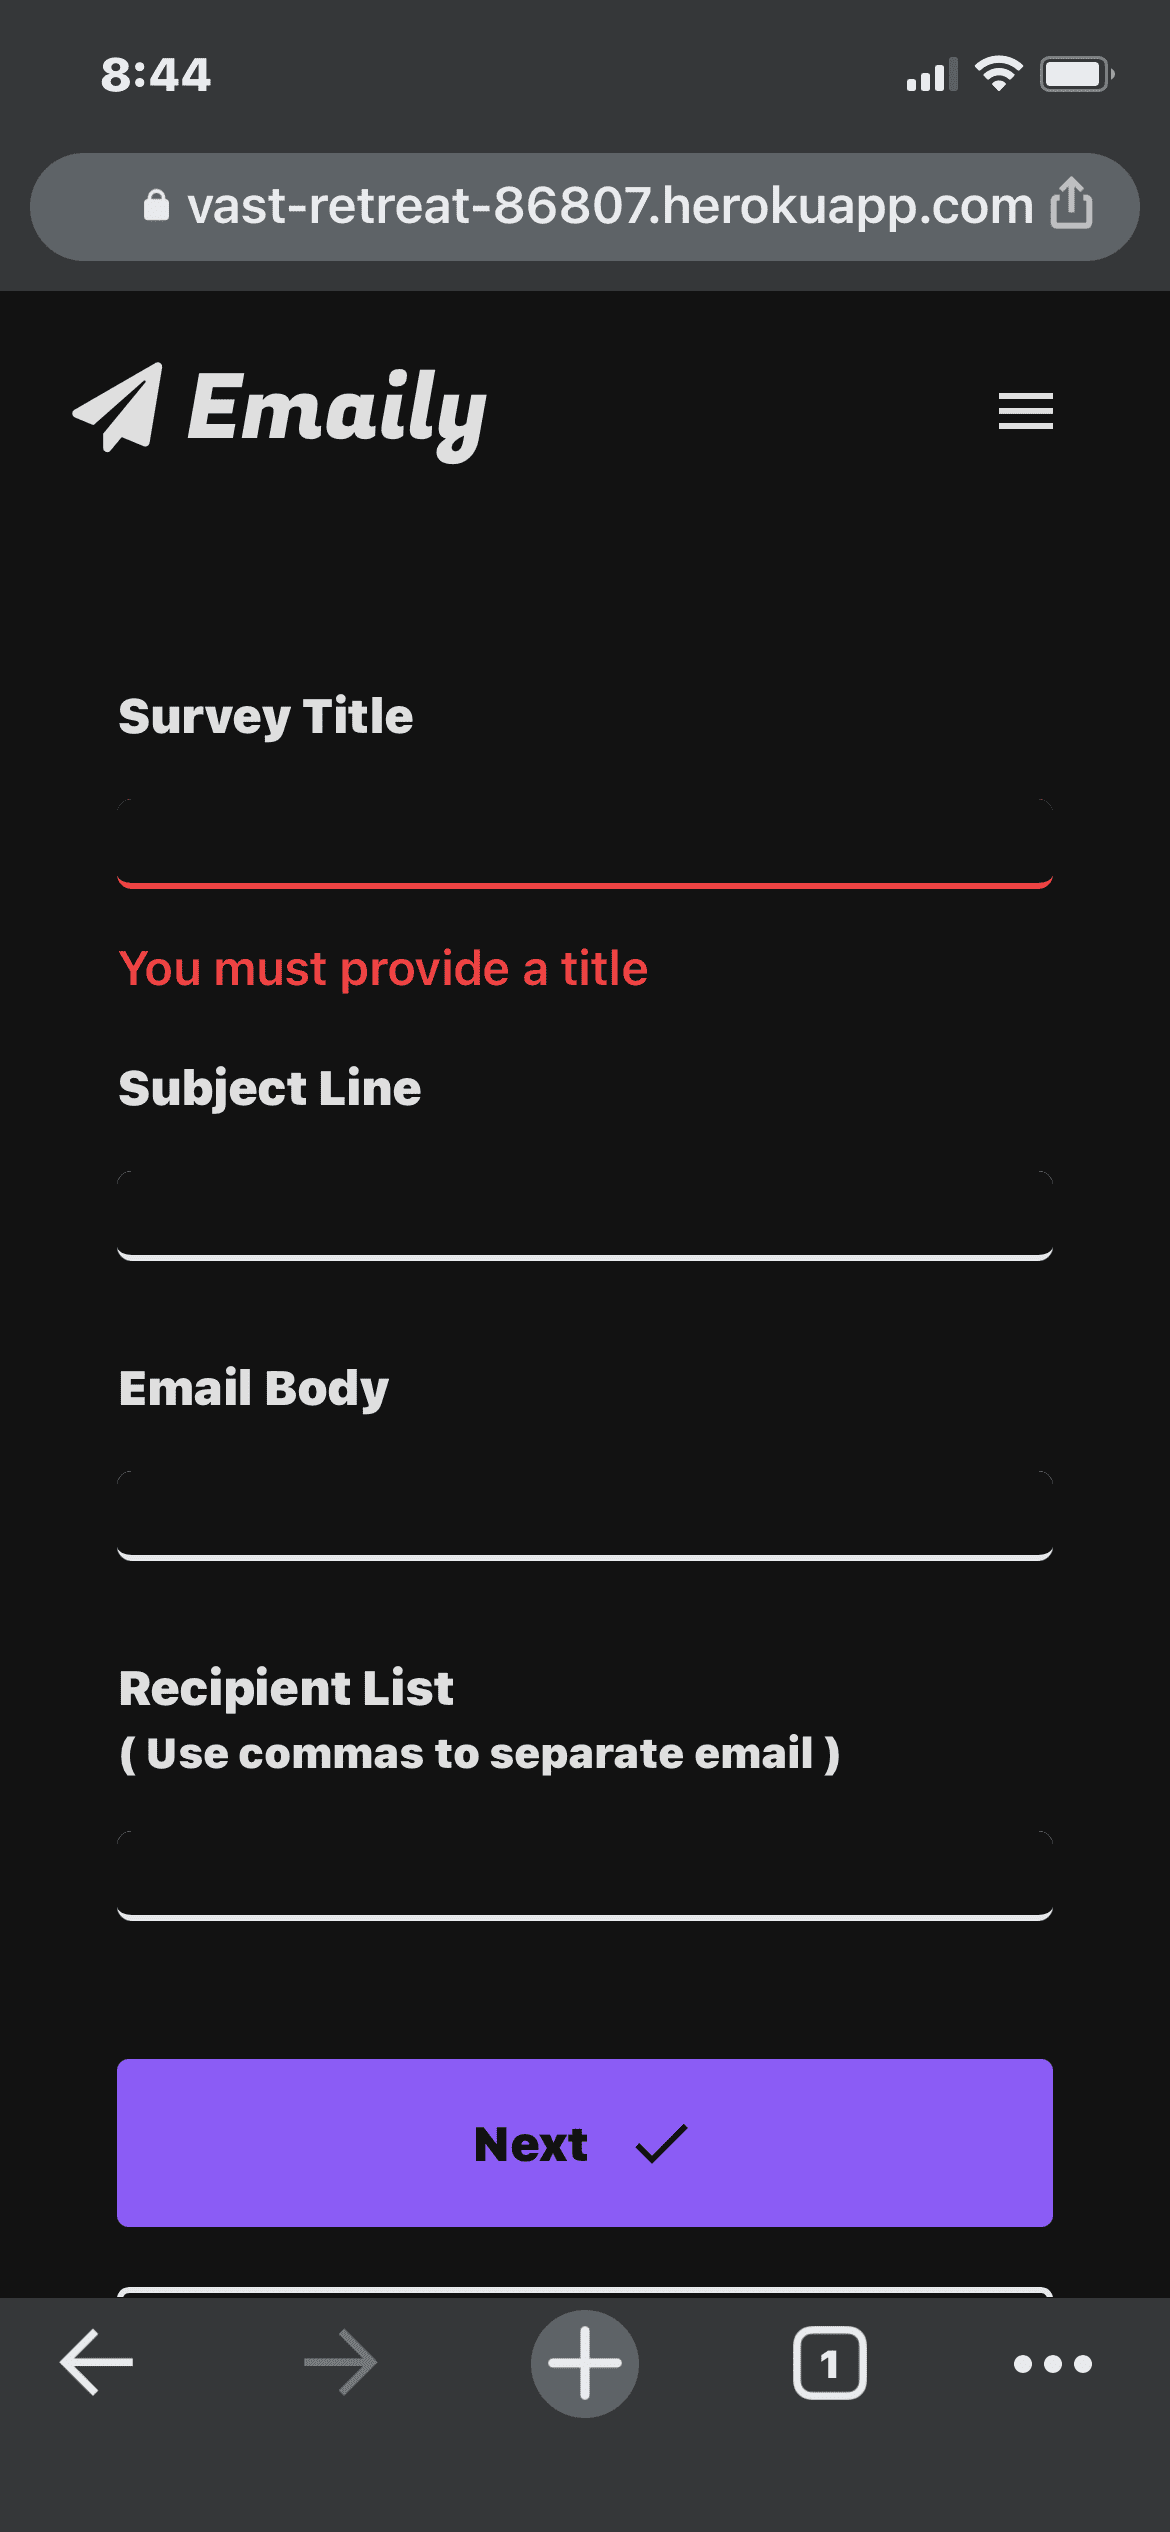 8:44
vast-retreat-86807.herokuapp.com
Emaily
Survey Title
You must provide a title
Subject Line
Email Body
Recipient List
( Use commas to separate email )
Next
1